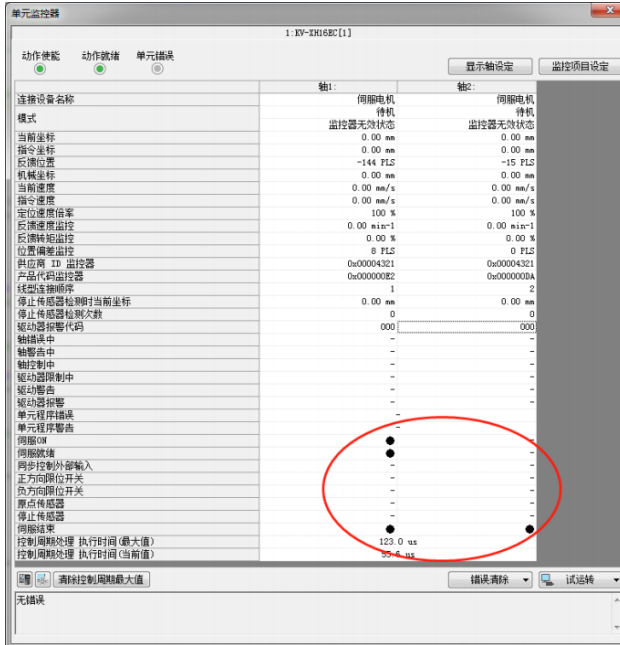 单元监控器
1:KV-XH16EC[1]
动作使能 动作就绪 单元错误
显示轴设定 监控项目设定
轴1: 轴2:
连接设备名称 伺服电机 伺服电机
模式 待机 待机
监控器无效状态 监控器无效状态
当前坐标 0.00 mm 0.00 mm
指令坐标 0.00 mm 0.00 mm
反馈位置 -144 PLS -15 PLS
机械坐标 0.00 mm 0.00 mm
当前速度 0.00 mm/s 0.00 mm/s
指令速度 0.00 mm/s 0.00 mm/s
定位速度倍率 100 % 100 %
反馈速度监控 0.00 min-1 0.00 min-1
反馈转矩监控 0.00 % 0.00 %
位置偏差监控 8 PLS 0 PLS
供应商 ID 监控器 0x00004321 0x00004321
产品代码监控器 0x000000E2 0x000000DA
线型连接顺序 1 2
停止传感器检测时当前坐标 0.00 mm 0.00 mm
停止传感器检测次数 0 0
驱动器报警代码 000 000
轴错误中 - -
轴警告中 - -
轴控制中 - -
驱动器限制中 - -
驱动警告 - -
驱动器报警 - -
单元程序错误 -
单元程序警告 -
伺服ON ● -
伺服就绪 ● -
同步控制外部输入 - -
正方向限位开关 - -
负方向限位开关 - -
原点传感器 - -
停止传感器 - -
伺服结束 ● ●
控制周期处理 执行时间(最大值) 123.0 us
控制周期处理 执行时间(当前值) 55.6 us
清除控制周期最大值 错误清除 试运转
无错误